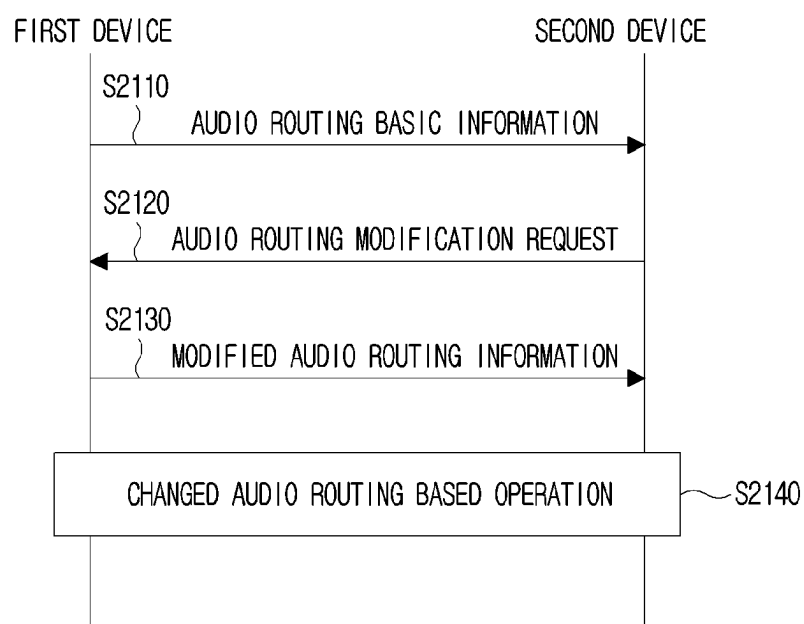 FIRST DEVICE
SECOND DEVICE
S2110
AUDIO ROUTING BASIC INFORMATION
S2120
AUDIO ROUTING MODIFICATION REQUEST
S2130
MODIFIED AUDIO ROUTING INFORMATION
CHANGED AUDIO ROUTING BASED OPERATION
S2140